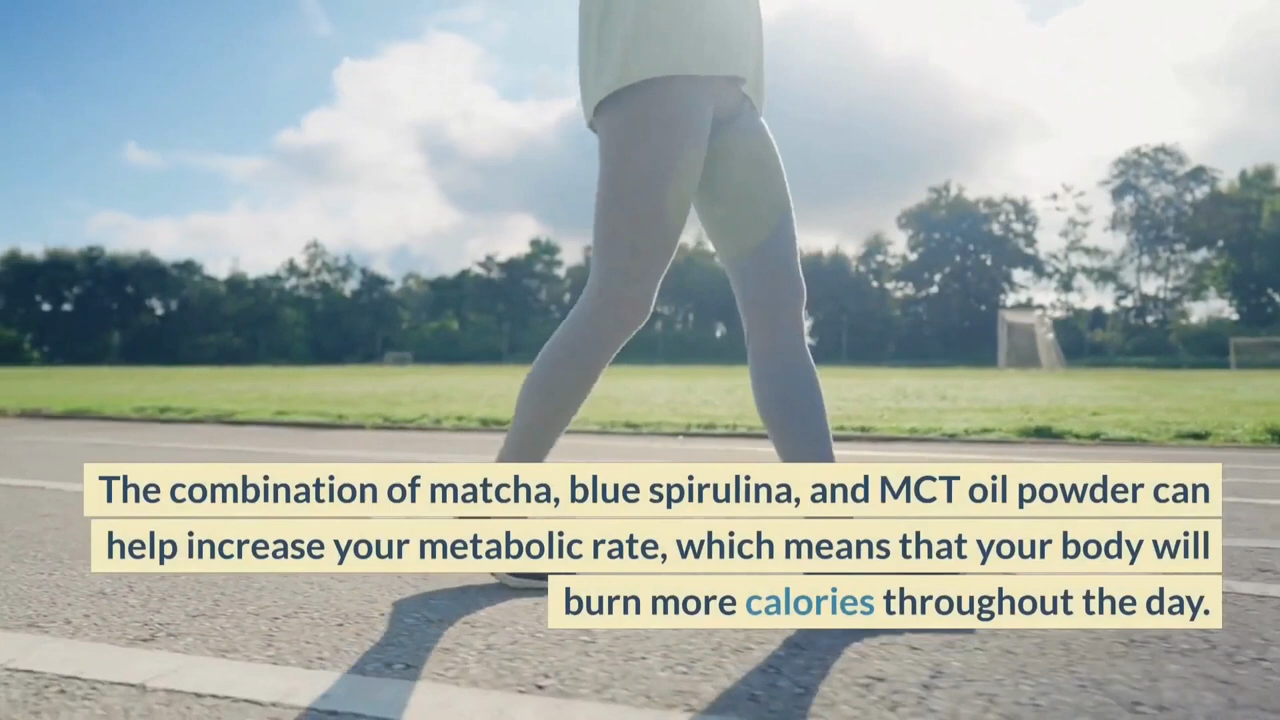 The combination of matcha, blue spirulina, and MCT oil powder can
help increase your metabolic rate, which means that your body will
burn more calories throughout the day.